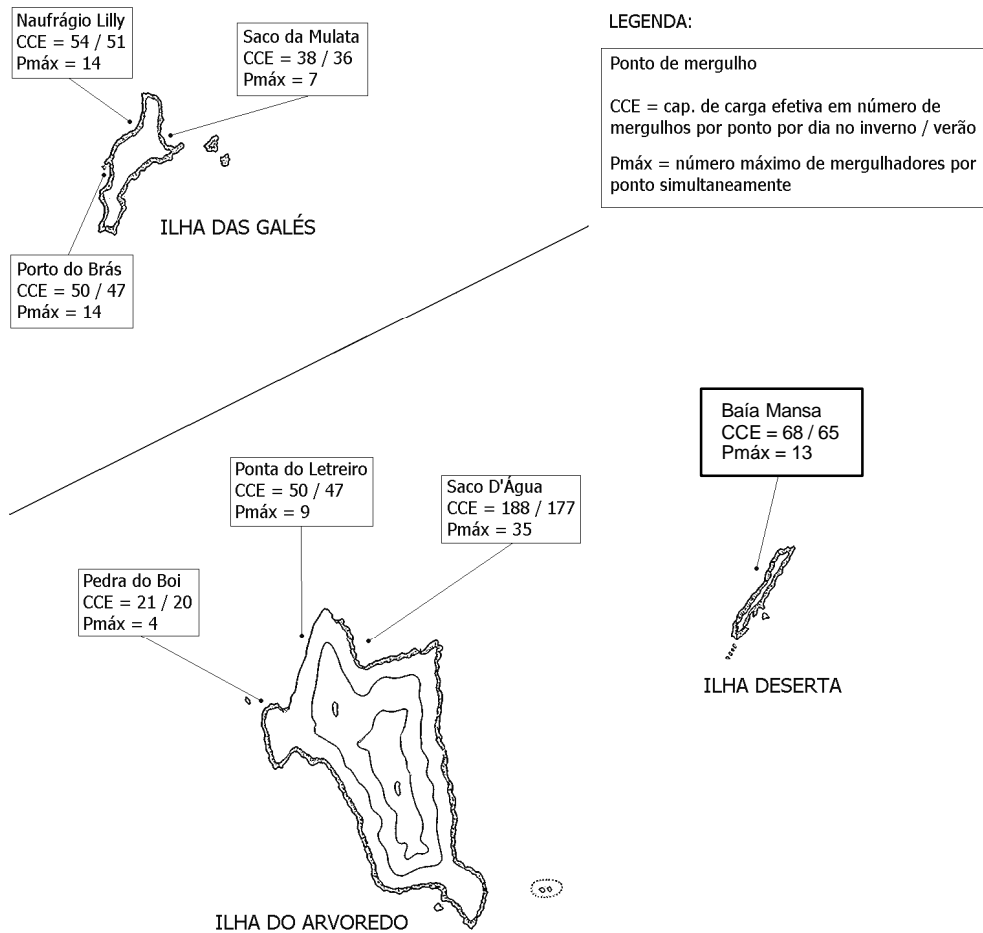 Naufrágio Lilly
CCE = 54 / 51
Pmáx = 14
Saco da Mulata
CCE = 38 / 36
Pmáx = 7
LEGENDA:
Ponto de mergulho
CCE = cap. de carga efetiva em número de
mergulhos por ponto por dia no inverno / verão
Pmáx = número máximo de mergulhadores por
ponto simultaneamente
ILHA DAS GALÉS
Porto do Brás
CCE = 50 / 47
Pmáx = 14
Baía Mansa
CCE = 68 / 65
Pmáx = 13
Ponta do Letreiro
CCE = 50 / 47
Pmáx = 9
Saco D'Água
CCE = 188 / 177
Pmáx = 35
Pedra do Boi
CCE = 21 / 20
Pmáx = 4
ILHA DESERTA
ILHA DO ARVOREDO